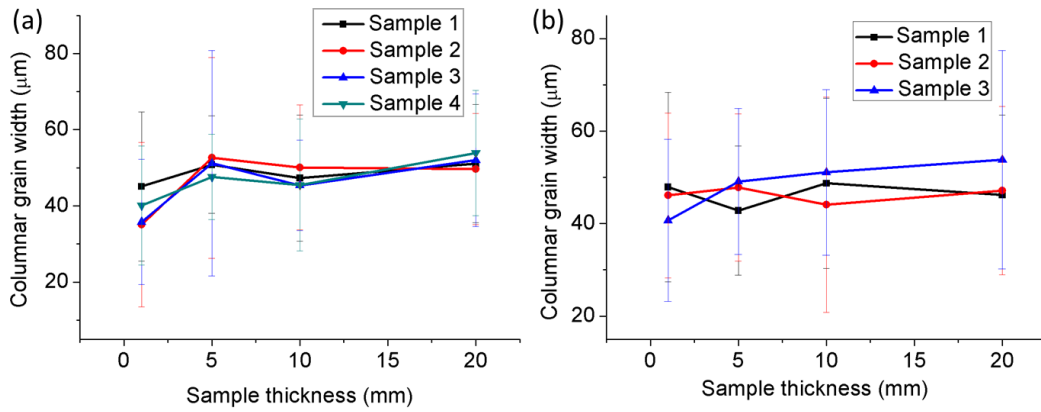 (a)
Columnar grain width (μm)
80
60
40
20
0
5
10
15
20
Sample thickness (mm)
Sample 1
Sample 2
Sample 3
Sample 4
(b)
Columnar grain width (μm)
80
60
40
20
0
5
10
15
20
Sample thickness (mm)
Sample 1
Sample 2
Sample 3